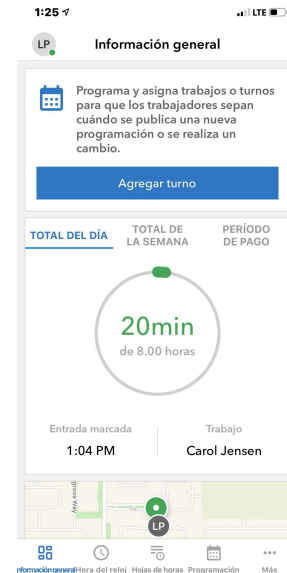 1:25
LTE
LP
Información general
Programa y asigna trabajos o turnos
para que los trabajadores sepan
cuándo se publica una nueva
programación o se realiza un
cambio.
Agregar turno
TOTAL DEL DÍA
TOTAL DE
LA SEMANA
PERÍODO
DE PAGO
20min
de 8.00 horas
Entrada marcada
Trabajo
1:04 PM
Carol Jensen
grove Way
LP
nformación general
Hora del reloj
Hojas de horas
Programación
Más